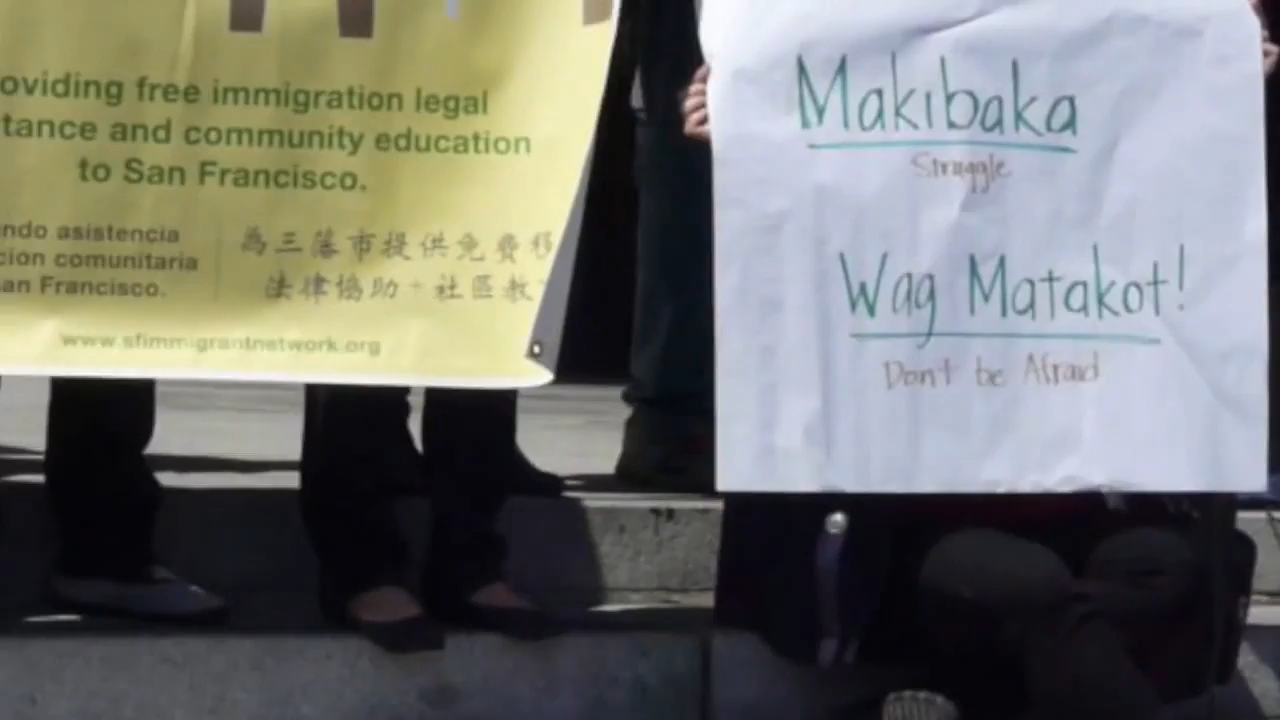 oviding free immigration legal
tance and community education
to San Francisco.
ndo asistencia
cion comunitaria
an Francisco.
為三藩市提供免費移
法律協助 + 社區教
www.sfimmigrantnetwork.org
Makibaka
Struggle
Wag Matakot!
Don't be Afraid